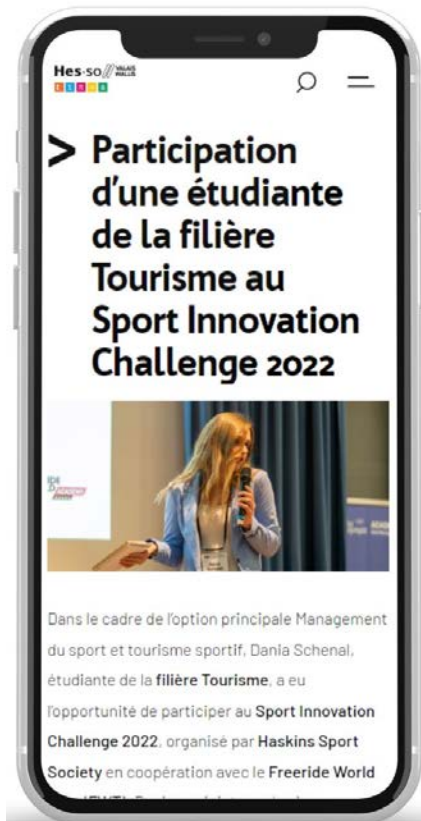 Hes·so// VALAIS WALLIS
> Participation
d'une étudiante
de la filière
Tourisme au
Sport Innovation
Challenge 2022
Dans le cadre de l'option principale Management
du sport et tourisme sportif, Dania Schenal,
étudiante de la filière Tourisme, a eu
l'opportunité de participer au Sport Innovation
Challenge 2022, organisé par Haskins Sport
Society en coopération avec le Freeride World